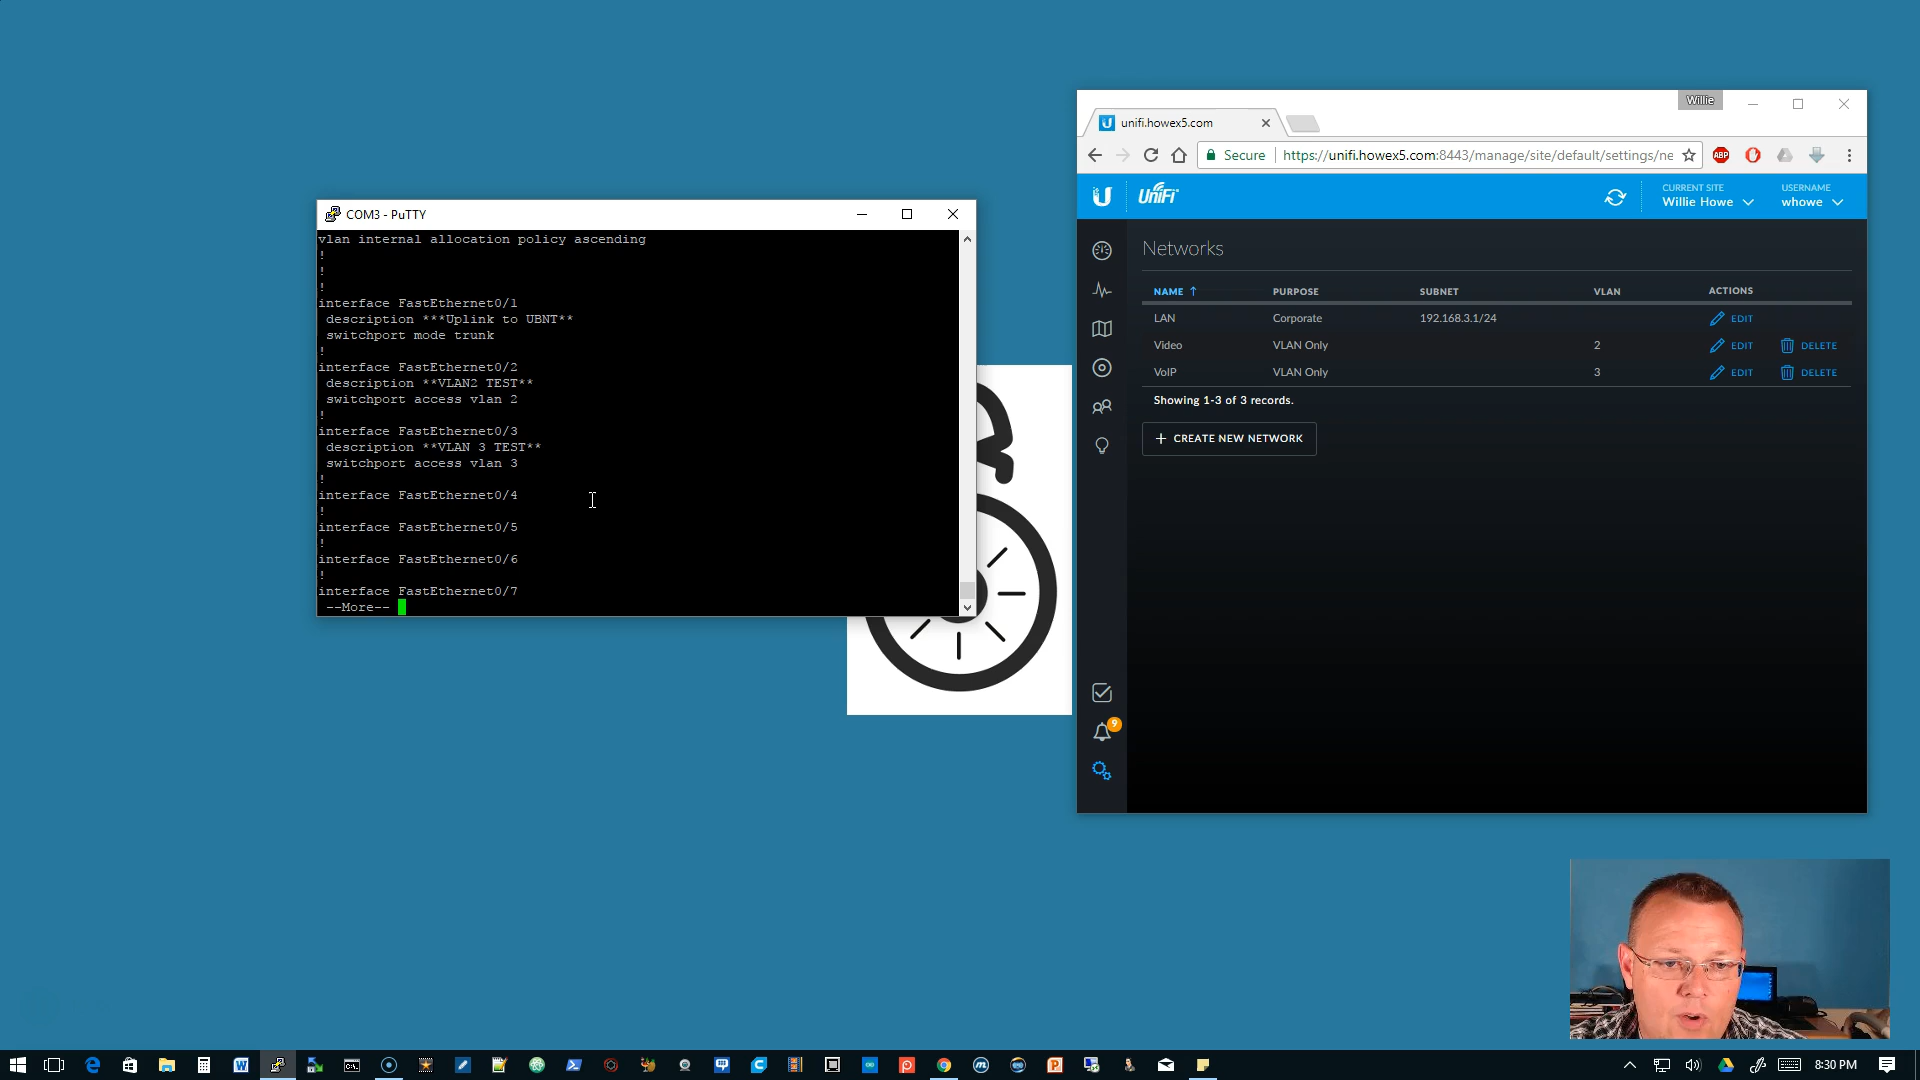 COM3 - PuTTY
vlan internal allocation policy ascending
!
!
!
interface FastEthernet0/1
description ***Uplink to UBNT**
switchport mode trunk
!
interface FastEthernet0/2
description **VLAN2 TEST**
switchport access vlan 2
!
interface FastEthernet0/3
description **VLAN 3 TEST**
switchport access vlan 3
!
interface FastEthernet0/4
!
interface FastEthernet0/5
!
interface FastEthernet0/6
!
interface FastEthernet0/7
--More--
Willie
unifi.howex5.com
Secure https://unifi.howex5.com:8443/manage/site/default/settings/ne
ABP
UniFi
CURRENT SITE
Willie Howe
USERNAME
whowe
Networks
NAME PURPOSE SUBNET VLAN ACTIONS
LAN Corporate 192.168.3.1/24 EDIT
Video VLAN Only 2 EDIT DELETE
VoIP VLAN Only 3 EDIT DELETE
Showing 1-3 of 3 records.
+ CREATE NEW NETWORK
9
8:30 PM